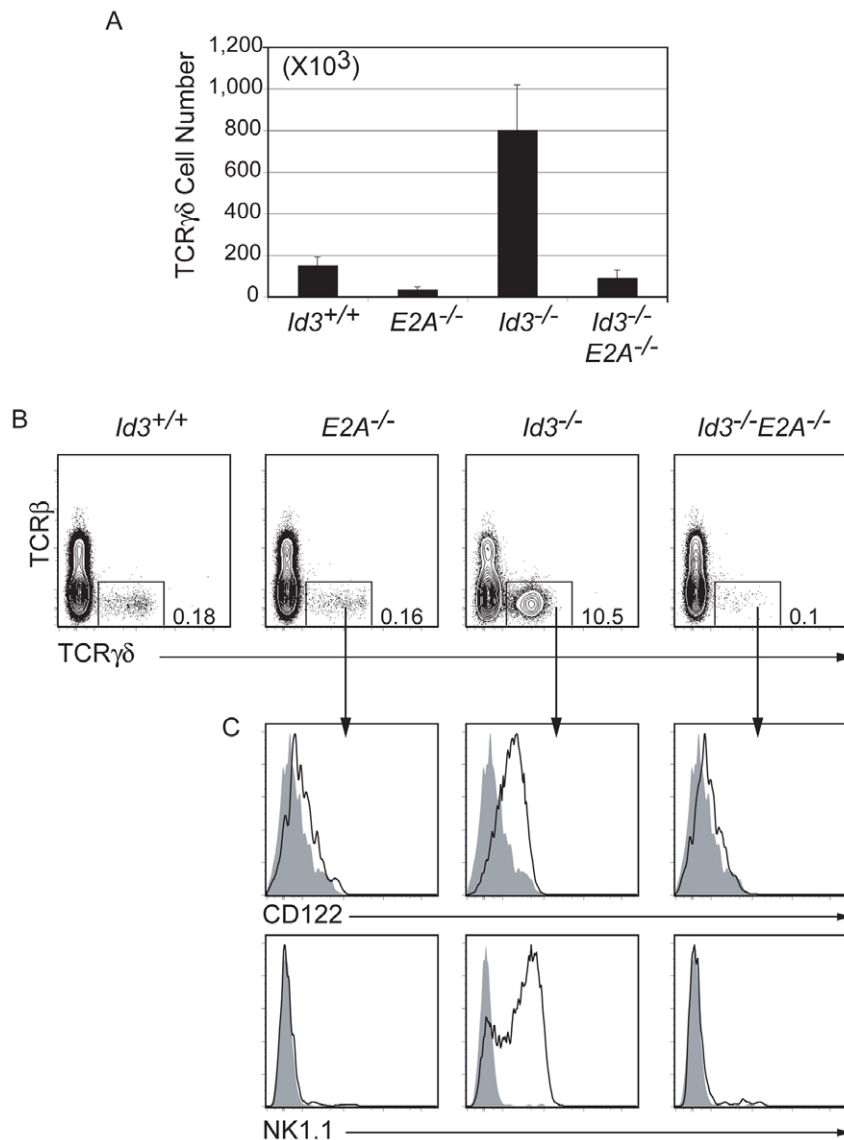 A
1,200
(X10³)
1,000
800
600
400
200
0
TCRγδ Cell Number
Id3+/+ E2A-/- Id3-/- Id3-/-
E2A-/-
B
Id3+/+ E2A-/- Id3-/- Id3-/-E2A-/-
TCRβ
0.18 0.16 10.5 0.1
TCRγδ
C
CD122
NK1.1